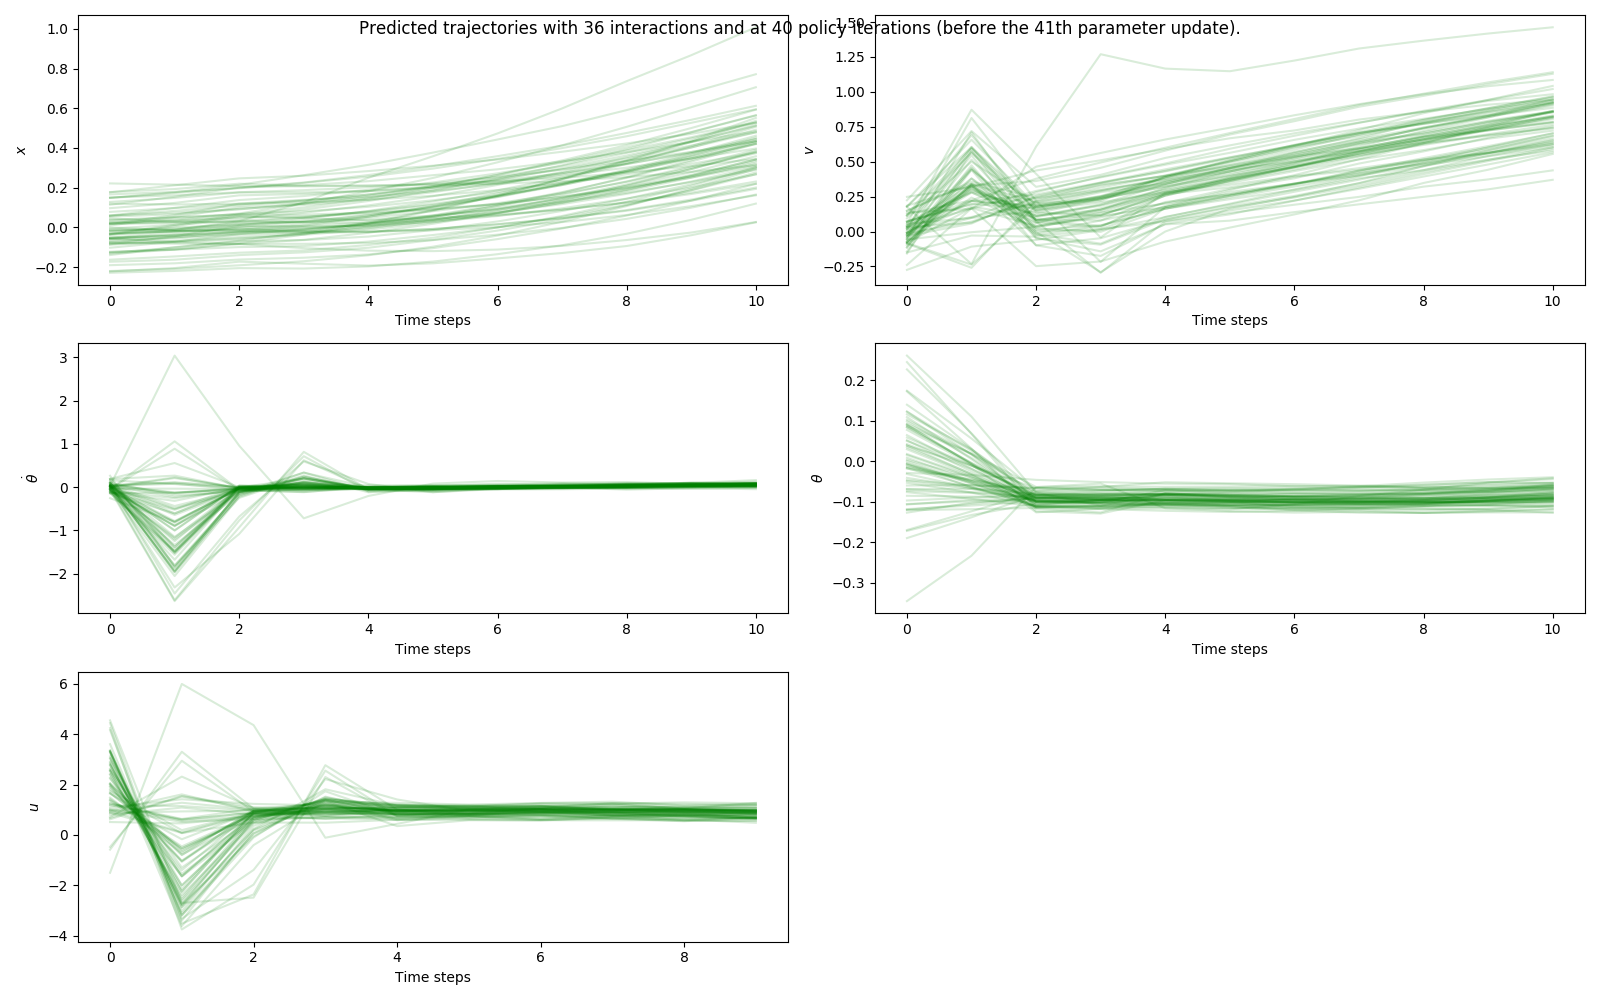 Predicted trajectories with 36 interactions and at 40 policy iterations (before the 41th parameter update).
1.0
0.8
0.6
0.4
0.2
0.0
−0.2
x
0 2 4 6 8 10
Time steps
1.50
1.25
1.00
0.75
0.50
0.25
0.00
−0.25
v
0 2 4 6 8 10
Time steps
3
2
1
0
−1
−2
θ̇
0 2 4 6 8 10
Time steps
0.2
0.1
0.0
−0.1
−0.2
−0.3
θ
0 2 4 6 8 10
Time steps
6
4
2
0
−2
−4
u
0 2 4 6 8
Time steps